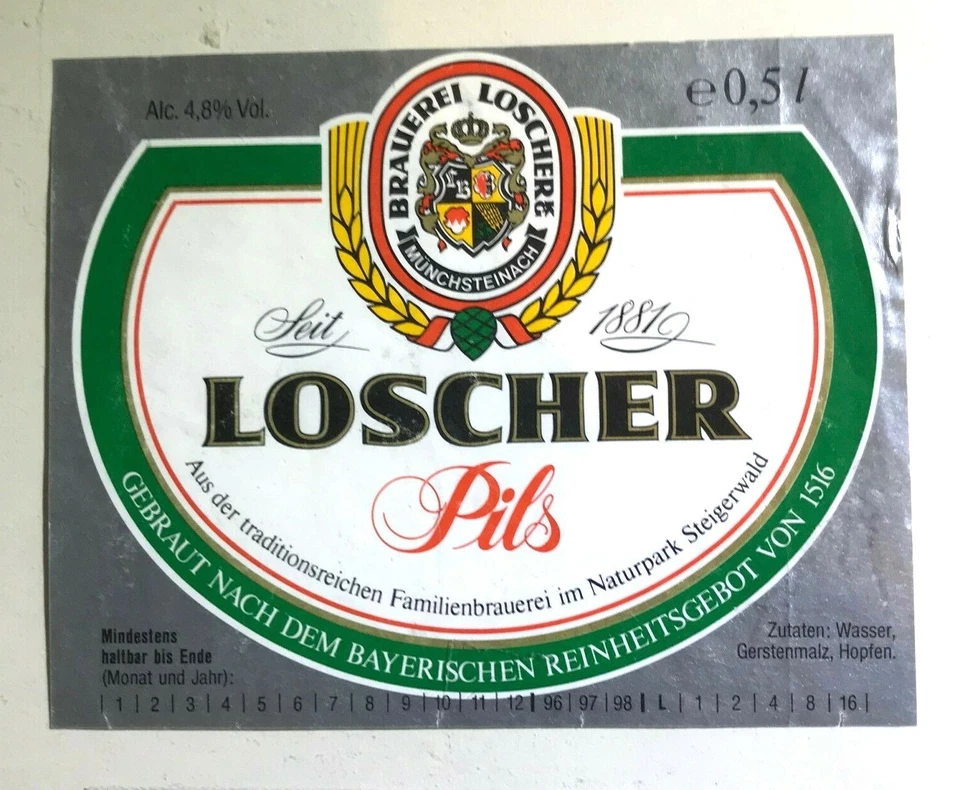 Alc. 4,8% Vol.
e 0,5 l
BRAUEREI LOSCHER KG
MÜNCHSTEINACH
LB
Seit 1881
LOSCHER
Pils
Aus der traditionsreichen Familienbrauerei im Naturpark Steigerwald
GEBRAUT NACH DEM BAYERISCHEN REINHEITSGEBOT VON 1516
Mindestens
haltbar bis Ende
(Monat und Jahr):
Zutaten: Wasser,
Gerstenmalz, Hopfen.
| 1 | 2 | 3 | 4 | 5 | 6 | 7 | 8 | 9 | 10 | 11 | 12 | 96 | 97 | 98 | L | 1 | 2 | 4 | 8 | 16 |